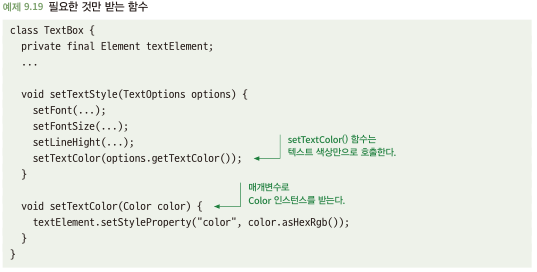 예제 9.19 필요한 것만 받는 함수
class TextBox {
private final Element textElement;
...
void setTextStyle(TextOptions options) {
setFont(...);
setFontSize(...);
setLineHight(...);
setTextColor(options.getTextColor());
setTextColor() 함수는
텍스트 색상만으로 호출한다.
}
매개변수로
Color 인스턴스를 받는다.
void setTextColor(Color color) {
textElement.setStyleProperty("color", color.asHexRgb());
}
}